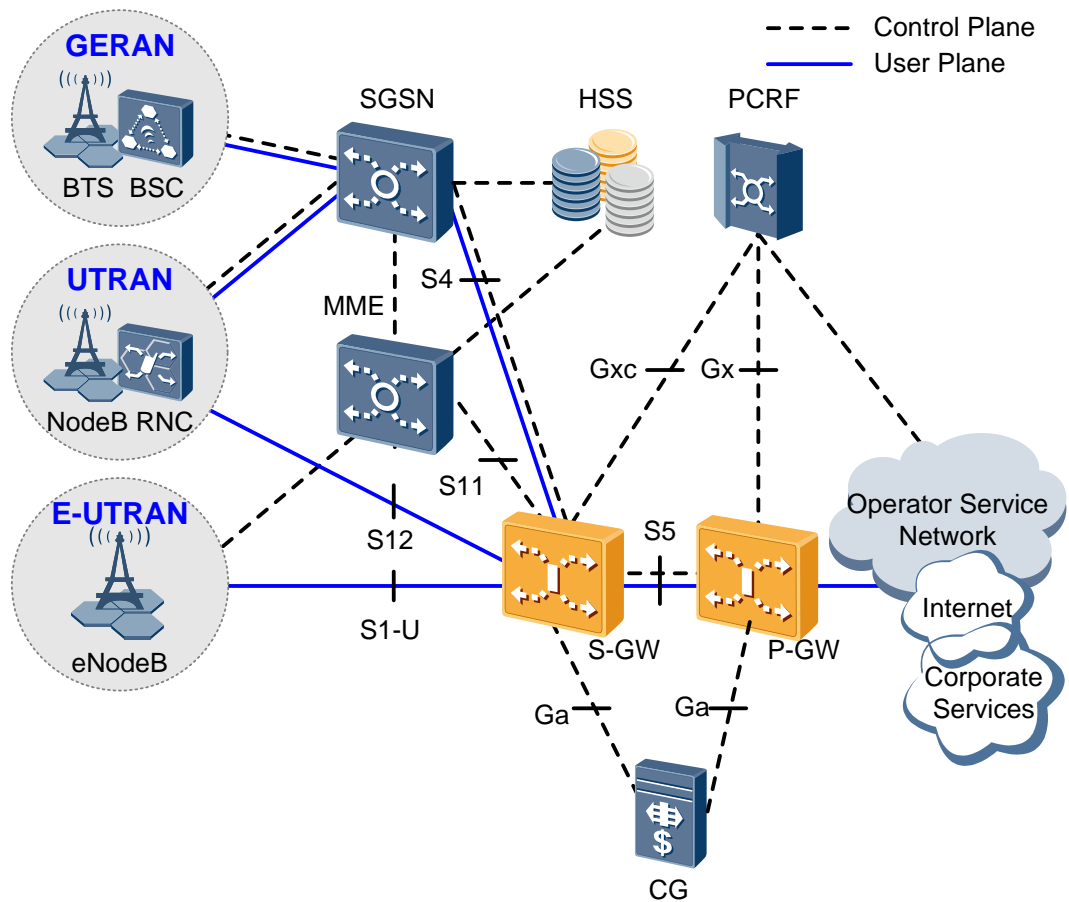 GERAN
BTS BSC
SGSN
HSS
PCRF
Control Plane
User Plane
UTRAN
NodeB RNC
MME
S4
Gxc
Gx
S11
E-UTRAN
eNodeB
S12
S1-U
S5
S-GW
P-GW
Operator Service
Network
Internet
Corporate
Services
Ga
Ga
$
CG